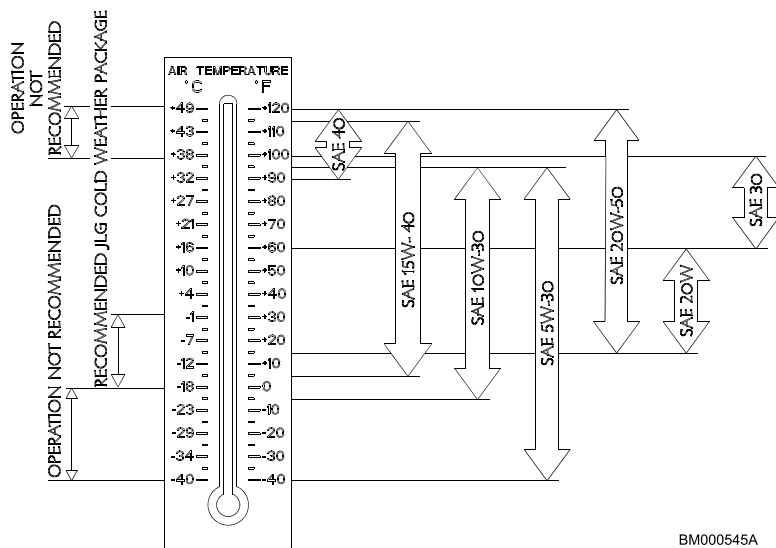 OPERATION
NOT
RECOMMENDED
OPERATION NOT RECOMMENDED
RECOMMENDED JLG COLD WEATHER PACKAGE
AIR TEMPERATURE
°C °F
+49 +120
+43 +110
+38 +100
+32 +90
+27 +80
+21 +70
+16 +60
+10 +50
+4 +40
-1 +30
-7 +20
-12 +10
-18 0
-23 -10
-29 -20
-34 -30
-40 -40
SAE 40
SAE 15W-40
SAE 10W-30
SAE 5W-30
SAE 20W-50
SAE 20W
SAE 30
BM000545A